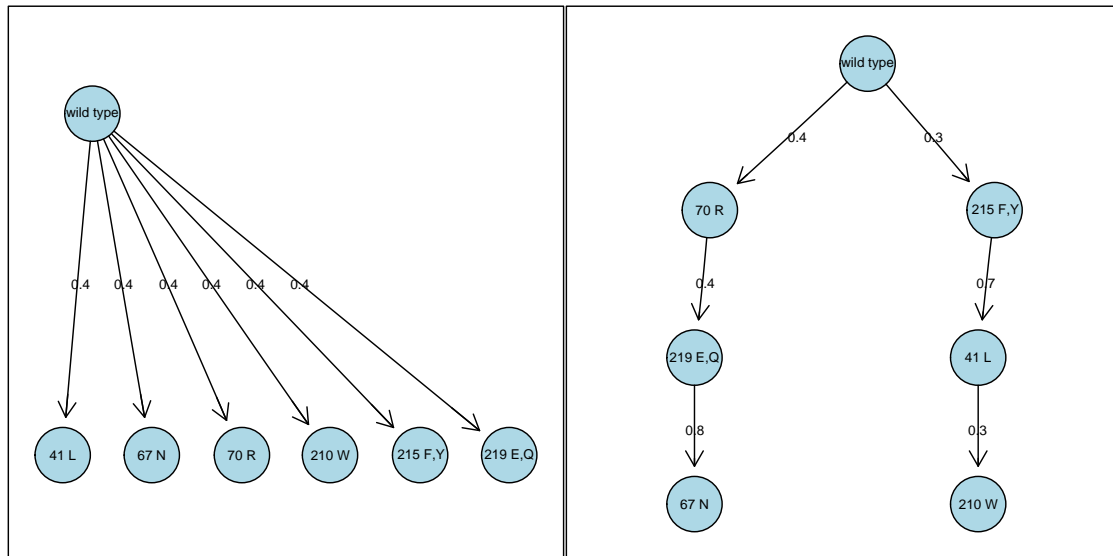 wild type
0.4 0.4 0.4 0.4 0.4 0.4
41 L 67 N 70 R 210 W 215 F,Y 219 E,Q
wild type
0.4 0.3
70 R 215 F,Y
0.4 0.7
219 E,Q 41 L
0.8 0.3
67 N 210 W